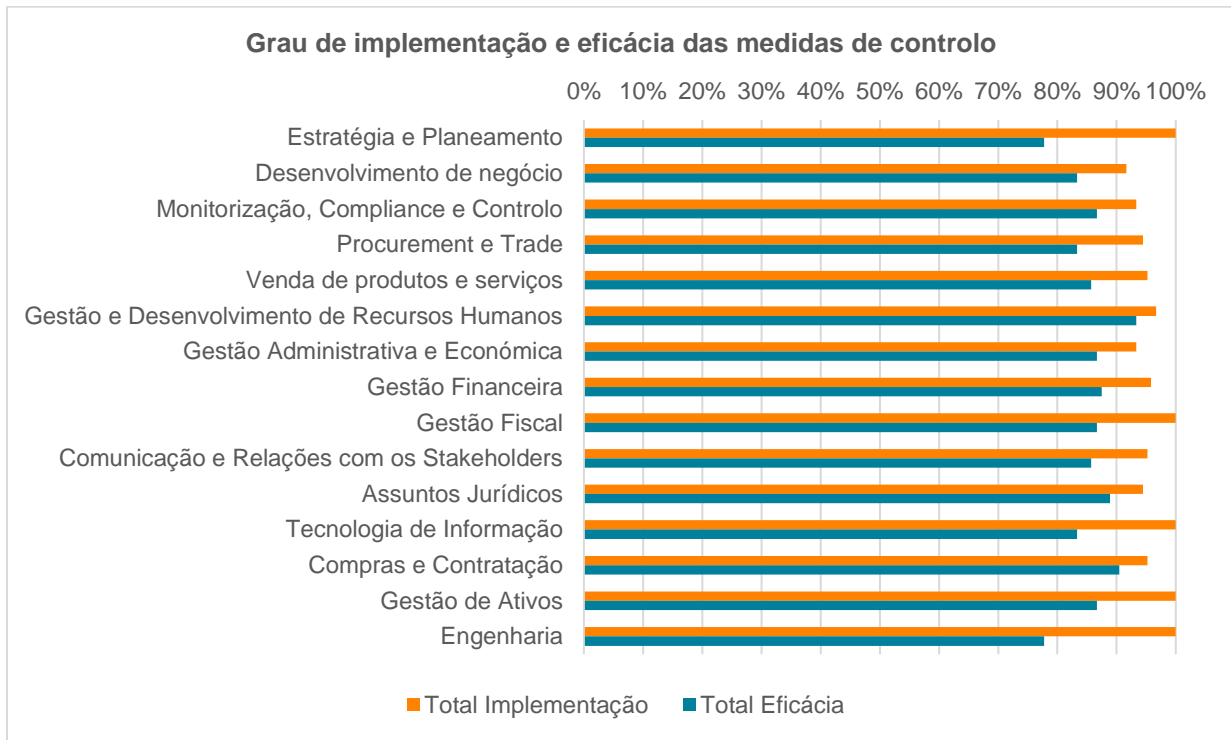 Grau de implementação e eficácia das medidas de controlo
0% 10% 20% 30% 40% 50% 60% 70% 80% 90% 100%
Estratégia e Planeamento
Desenvolvimento de negócio
Monitorização, Compliance e Controlo
Procurement e Trade
Venda de produtos e serviços
Gestão e Desenvolvimento de Recursos Humanos
Gestão Administrativa e Económica
Gestão Financeira
Gestão Fiscal
Comunicação e Relações com os Stakeholders
Assuntos Jurídicos
Tecnologia de Informação
Compras e Contratação
Gestão de Ativos
Engenharia
Total Implementação Total Eficácia